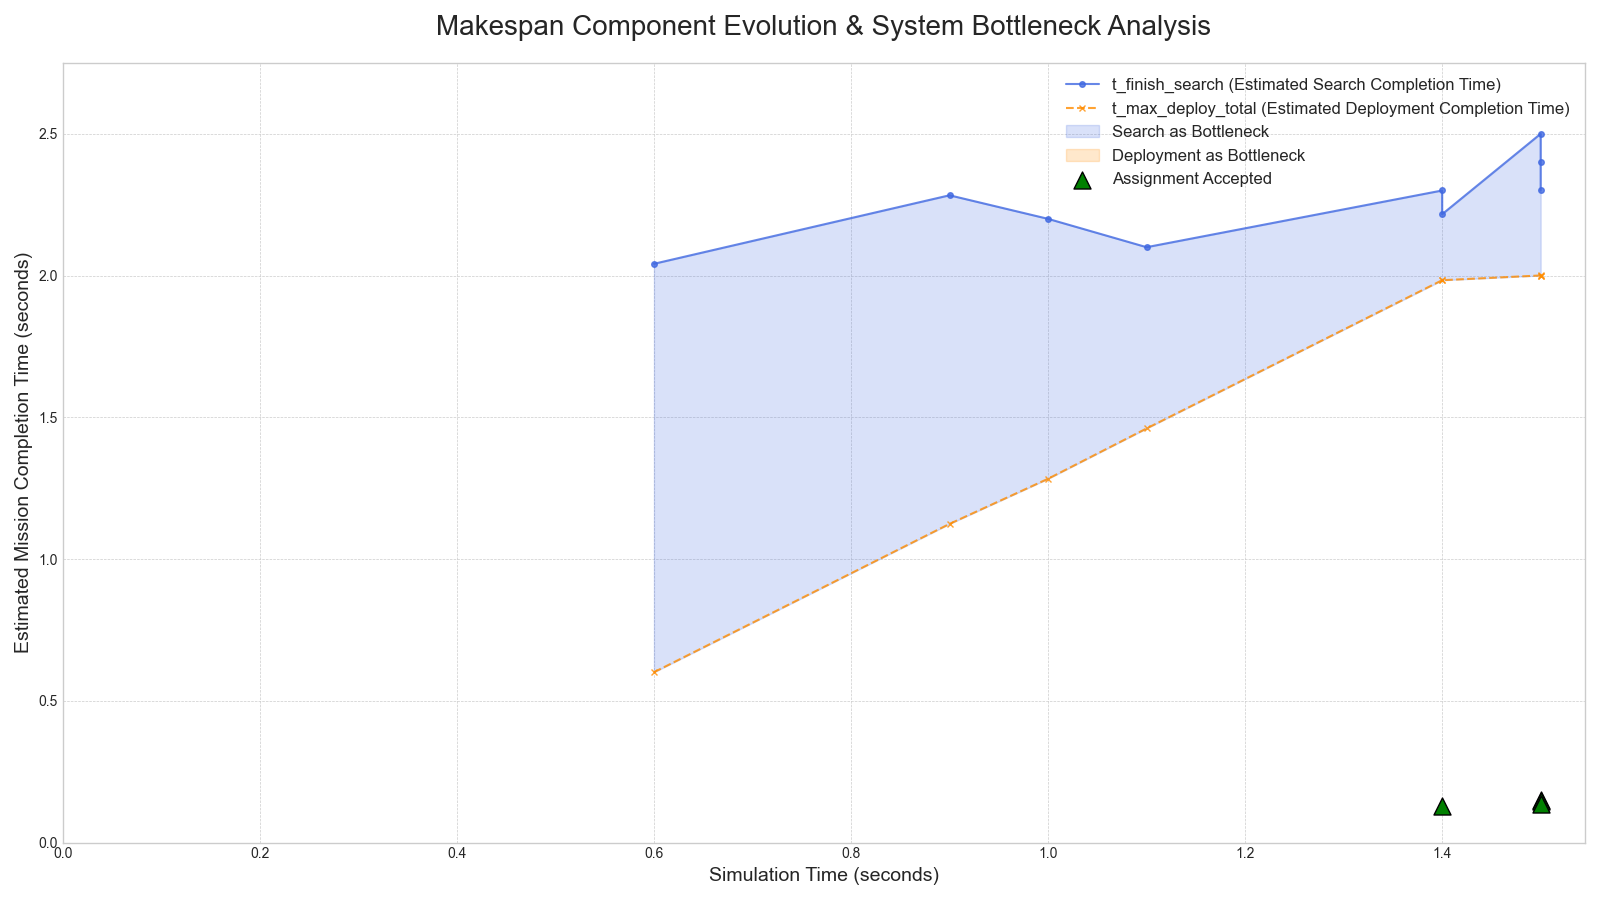 Makespan Component Evolution & System Bottleneck Analysis
t_finish_search (Estimated Search Completion Time)
t_max_deploy_total (Estimated Deployment Completion Time)
Search as Bottleneck
Deployment as Bottleneck
Assignment Accepted
Estimated Mission Completion Time (seconds)
2.5
2.0
1.5
1.0
0.5
0.0
0.0 0.2 0.4 0.6 0.8 1.0 1.2 1.4
Simulation Time (seconds)